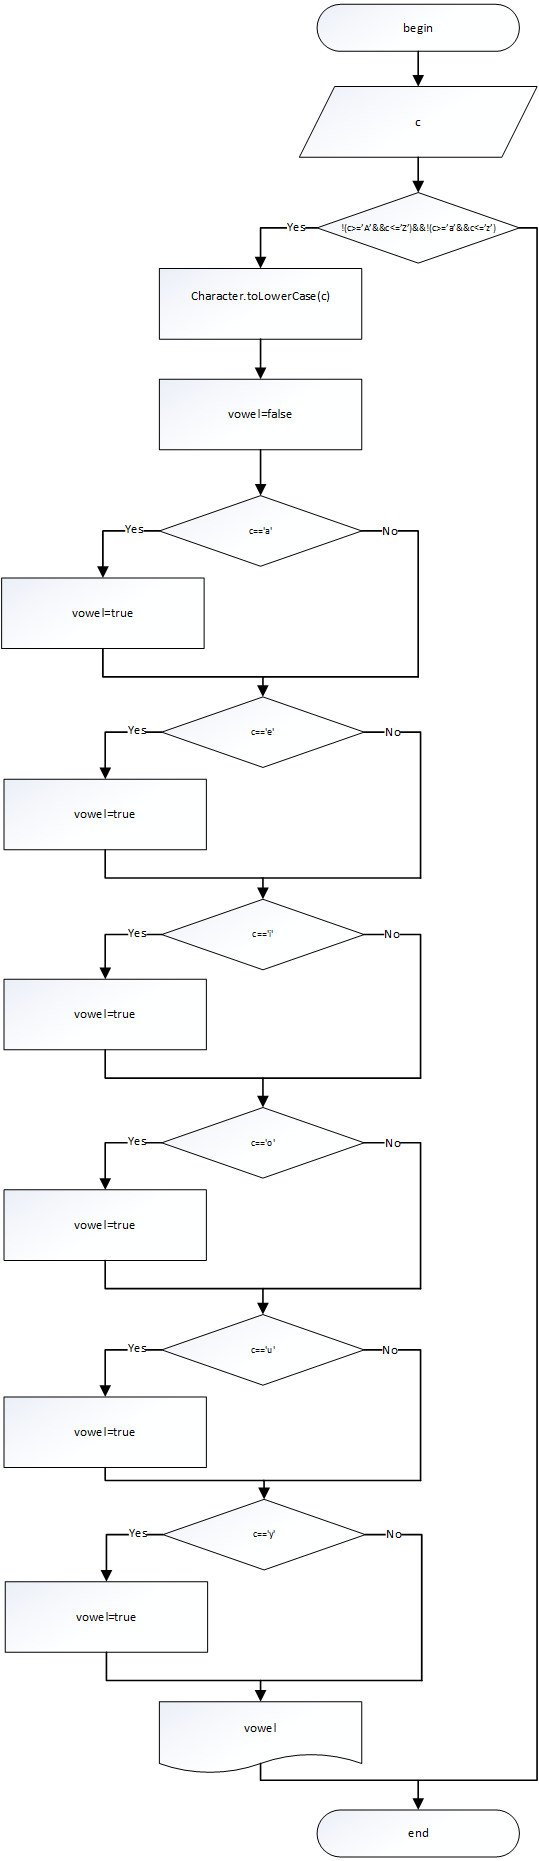 begin
c
!(c>='A'&&c<='Z')&&!(c>='a'&&c<='z')
Yes
Character.toLowerCase(c)
vowel=false
c=='a'
Yes
No
vowel=true
c=='e'
Yes
No
vowel=true
c=='i'
Yes
No
vowel=true
c=='o'
Yes
No
vowel=true
c=='u'
Yes
No
vowel=true
c=='y'
Yes
No
vowel=true
vowel
end